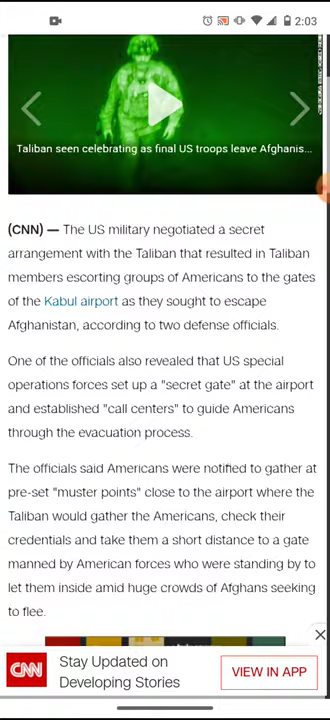 2:03
Taliban seen celebrating as final US troops leave Afghanis...
(CNN) — The US military negotiated a secret
arrangement with the Taliban that resulted in Taliban
members escorting groups of Americans to the gates
of the Kabul airport as they sought to escape
Afghanistan, according to two defense officials.
One of the officials also revealed that US special
operations forces set up a "secret gate" at the airport
and established "call centers" to guide Americans
through the evacuation process.
The officials said Americans were notified to gather at
pre-set "muster points" close to the airport where the
Taliban would gather the Americans, check their
credentials and take them a short distance to a gate
manned by American forces who were standing by to
let them inside amid huge crowds of Afghans seeking
to flee.
CNN
Stay Updated on
Developing Stories
VIEW IN APP